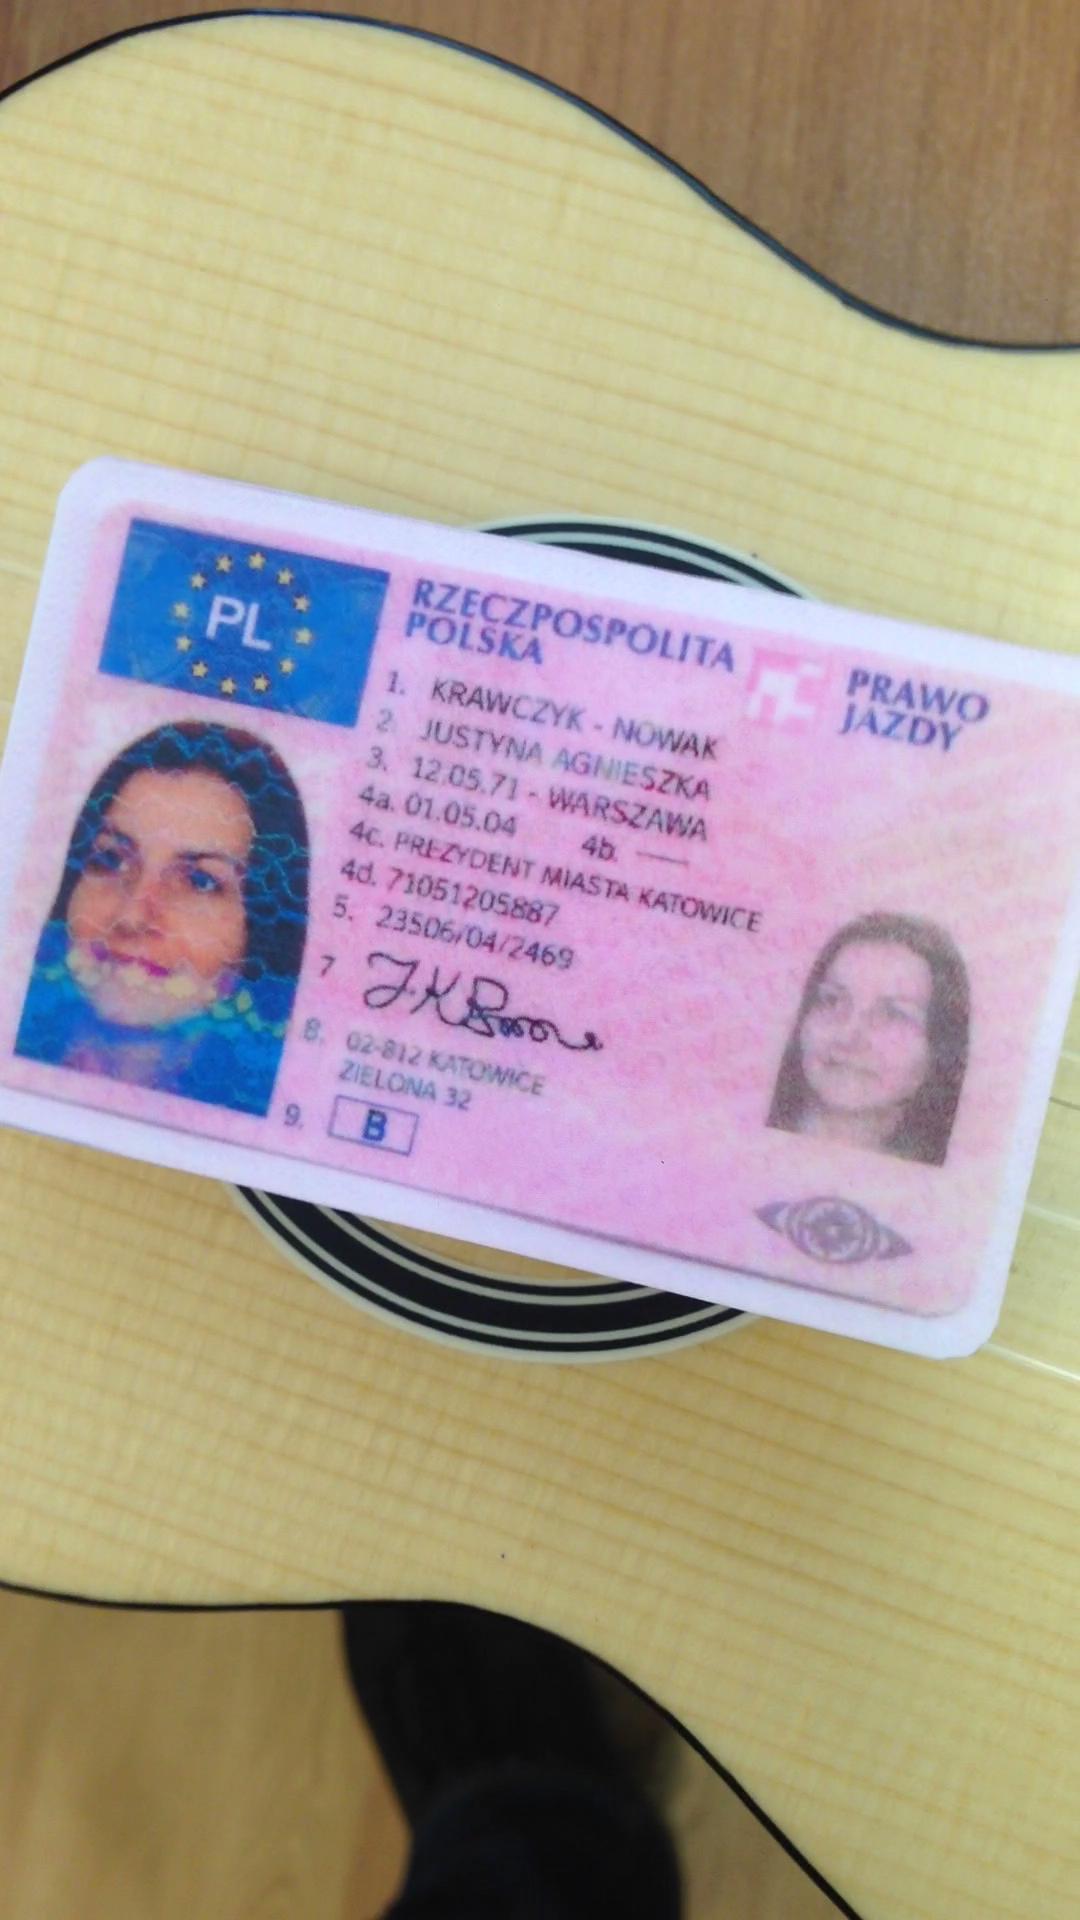 PL
RZECZPOSPOLITA
POLSKA
PRAWO
JAZDY
1. KRAWCZYK - NOWAK
2. JUSTYNA AGNIESZKA
3. 12.05.71 - WARSZAWA
4a. 01.05.04 4b. ——
4c. PREZYDENT MIASTA KATOWICE
4d. 71051205887
5. 23506/04/2469
7
8. 02-812 KATOWICE
ZIELONA 32
9. B